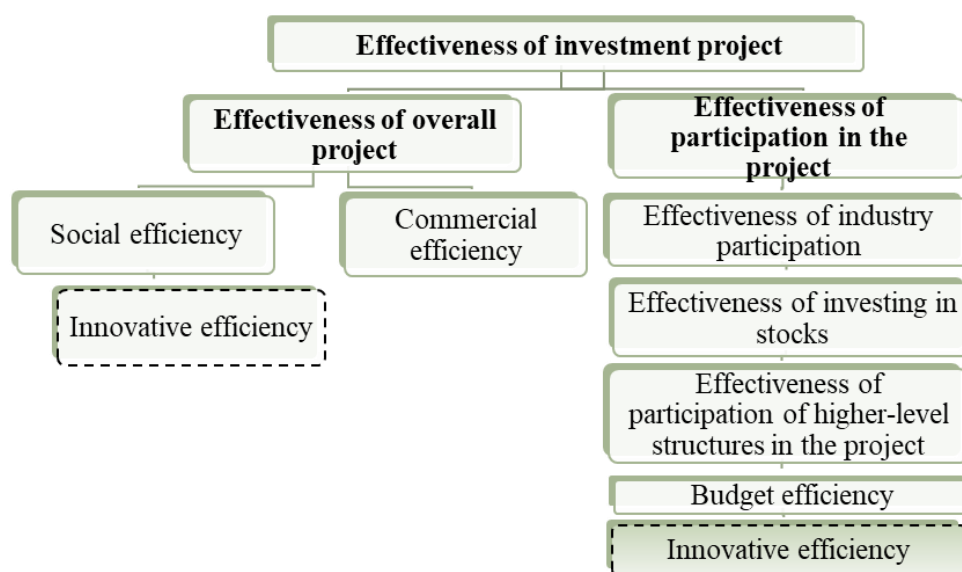 Effectiveness of investment project
Effectiveness of overall
project
Effectiveness of
participation in the
project
Social efficiency
Commercial
efficiency
Innovative efficiency
Effectiveness of industry
participation
Effectiveness of investing in
stocks
Effectiveness of
participation of higher-level
structures in the project
Budget efficiency
Innovative efficiency